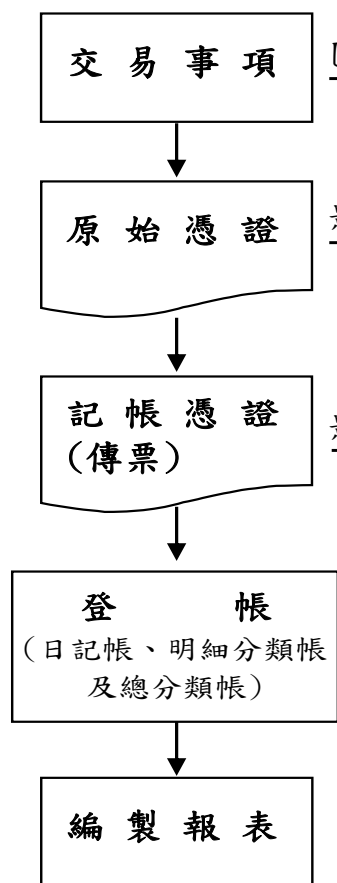 交易事項
原始憑證
記帳憑證
(傳票)
登帳
(日記帳、明細分類帳
及總分類帳)
編製報表